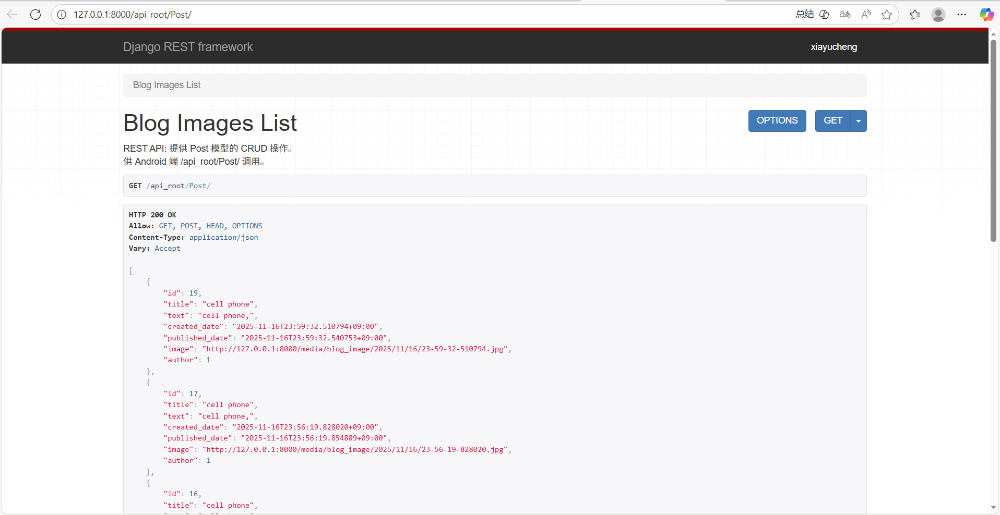 127.0.0.1:8000/api_root/Post/
总结
aあ
A
Django REST framework
xiayucheng
Blog Images List
Blog Images List
OPTIONS
GET
REST API: 提供 Post 模型的 CRUD 操作。
供 Android 端 /api_root/Post/ 调用。
GET /api_root/Post/
HTTP 200 OK
Allow: GET, POST, HEAD, OPTIONS
Content-Type: application/json
Vary: Accept
[
{
"id": 19,
"title": "cell phone",
"text": "cell phone,",
"created_date": "2025-11-16T23:59:32.510794+09:00",
"published_date": "2025-11-16T23:59:32.540753+09:00",
"image": "http://127.0.0.1:8000/media/blog_image/2025/11/16/23-59-32-510794.jpg",
"author": 1
},
{
"id": 17,
"title": "cell phone",
"text": "cell phone,",
"created_date": "2025-11-16T23:56:19.828020+09:00",
"published_date": "2025-11-16T23:56:19.854889+09:00",
"image": "http://127.0.0.1:8000/media/blog_image/2025/11/16/23-56-19-828020.jpg",
"author": 1
},
{
"id": 16,
"title": "cell phone",